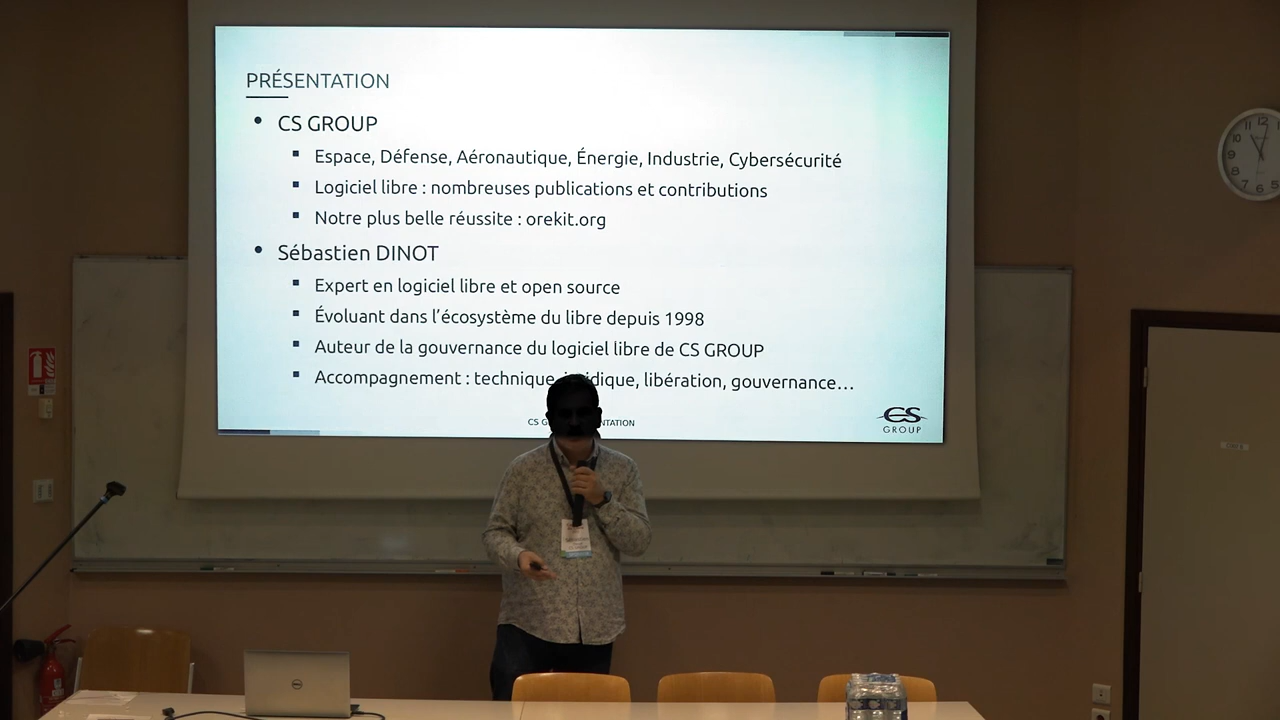 PRÉSENTATION
CS GROUP
Espace, Défense, Aéronautique, Énergie, Industrie, Cybersécurité
Logiciel libre : nombreuses publications et contributions
Notre plus belle réussite : orekit.org
Sébastien DINOT
Expert en logiciel libre et open source
Évoluant dans l'écosystème du libre depuis 1998
Auteur de la gouvernance du logiciel libre de CS GROUP
Accompagnement : technique, libération, gouvernance…
CS
CS
GROUP
DELL